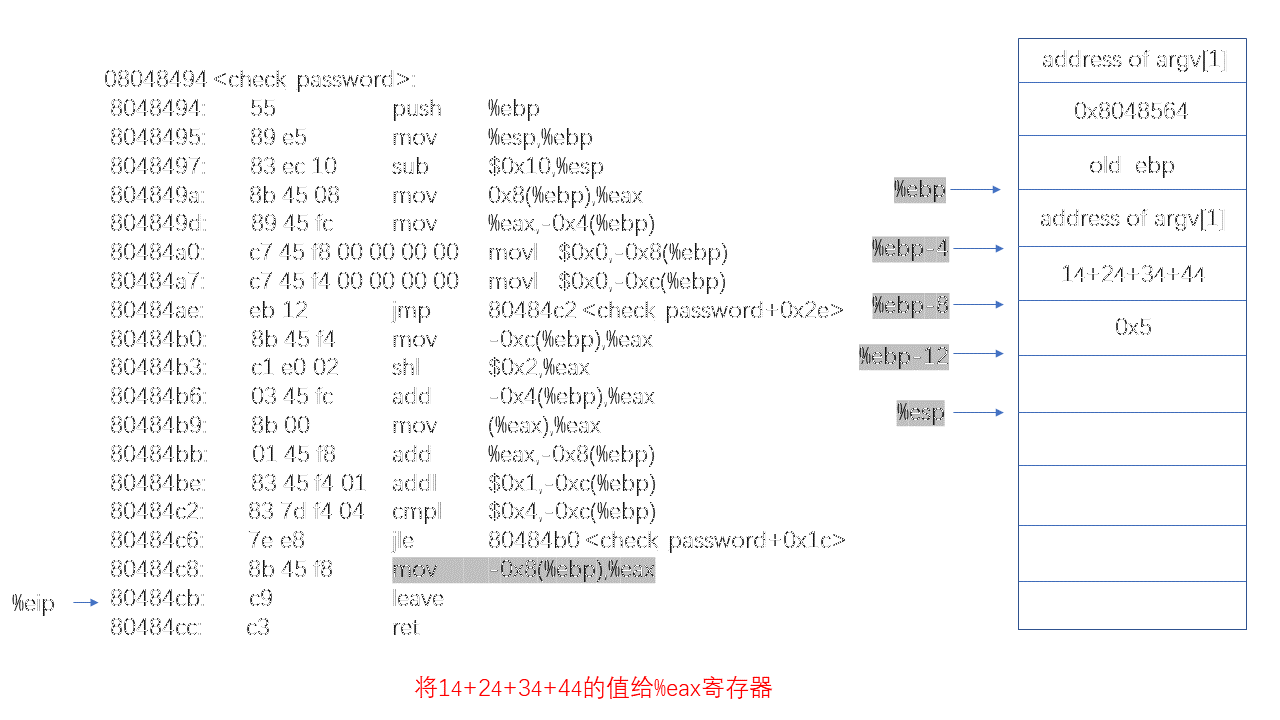 08048494 <check password>:
8048494: 55 push %ebp
8048495: 89 e5 mov %esp,%ebp
8048497: 83 ec 10 sub $0x10,%esp
804849a: 8b 45 08 mov 0x8(%ebp),%eax
804849d: 89 45 fc mov %eax,-0x4(%ebp)
80484a0: c7 45 f8 00 00 00 00 movl $0x0,-0x8(%ebp)
80484a7: c7 45 f4 00 00 00 00 movl $0x0,-0xc(%ebp)
80484ae: eb 12 jmp 80484c2 <check password+0x2e>
80484b0: 8b 45 f4 mov -0xc(%ebp),%eax
80484b3: c1 e0 02 shl $0x2,%eax
80484b6: 03 45 fc add -0x4(%ebp),%eax
80484b9: 8b 00 mov (%eax),%eax
80484bb: 01 45 f8 add %eax,-0x8(%ebp)
80484be: 83 45 f4 01 addl $0x1,-0xc(%ebp)
80484c2: 83 7d f4 04 cmpl $0x4,-0xc(%ebp)
80484c6: 7e e8 jle 80484b0 <check password+0x1c>
80484c8: 8b 45 f8 mov -0x8(%ebp),%eax
%eip 80484cb: c9 leave
80484cc: c3 ret
address of argv[1]
0x8048564
old ebp
%ebp
address of argv[1]
%ebp-4
14+24+34+44
%ebp-8
0x5
%ebp-12
%esp
将14+24+34+44的值给%eax寄存器